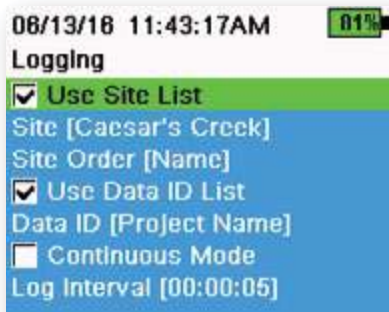 06/13/16 11:43:17AM 81%
Logging
Use Site List
Site [Caesar's Creek]
Site Order [Name]
Use Data ID List
Data ID [Project Name]
Continuous Mode
Log Interval [00:00:05]